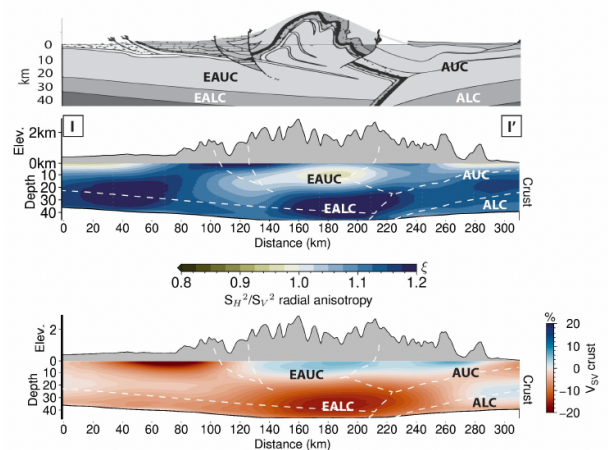 0
10
20
30
40
km
EAUC
AUC
EALC
ALC
I
I′
Elev.
2km
0km
Depth
10
20
30
40
EAUC
AUC
EALC
ALC
Crust
0 20 40 60 80 100 120 140 160 180 200 220 240 260 280 300
Distance (km)
ξ
0.8 0.9 1.0 1.1 1.2
S_H²/S_V² radial anisotropy
Elev.
2
0
Depth
10
20
30
40
EAUC
AUC
EALC
ALC
Crust
0 20 40 60 80 100 120 140 160 180 200 220 240 260 280 300
Distance (km)
%
20
10
0
−10
−20
V_SV crust